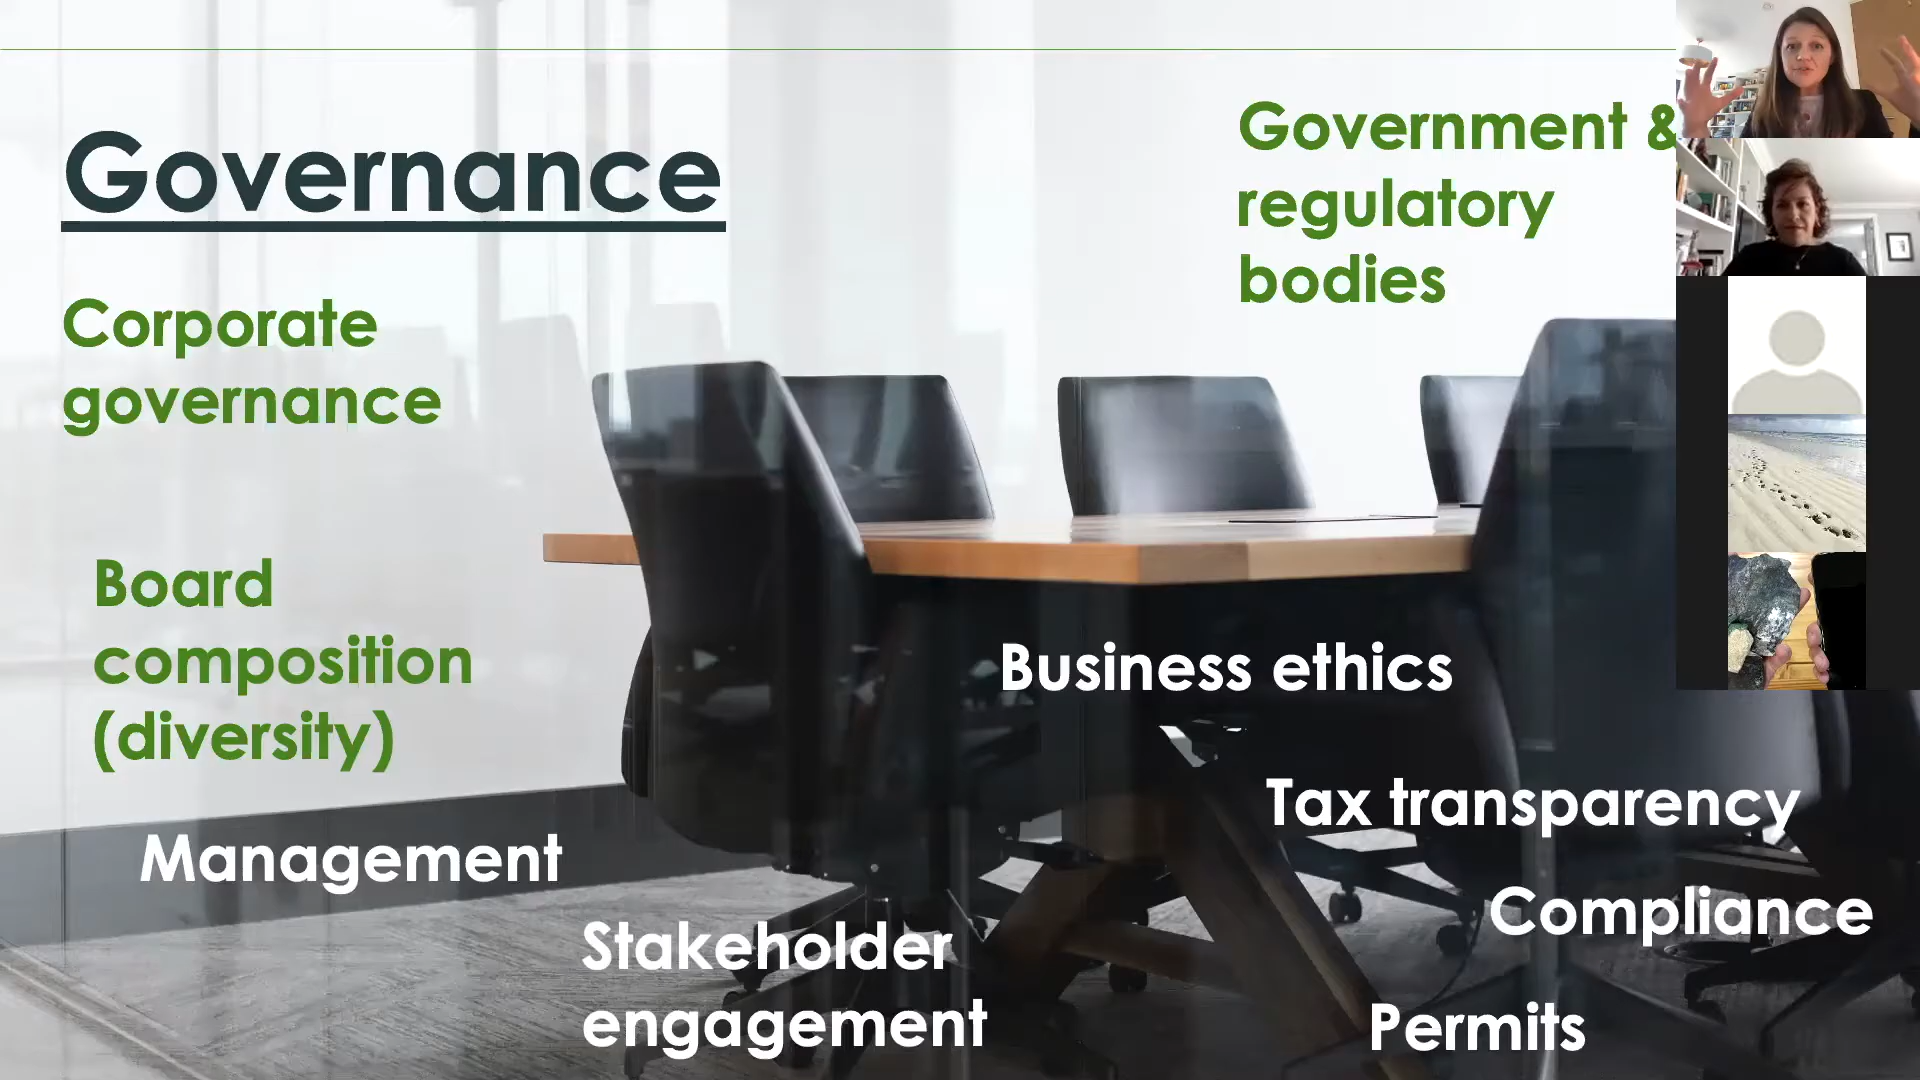 Governance
Government &
regulatory
bodies
Corporate
governance
Board
composition
(diversity)
Business ethics
Tax transparency
Management
Compliance
Stakeholder
engagement
Permits